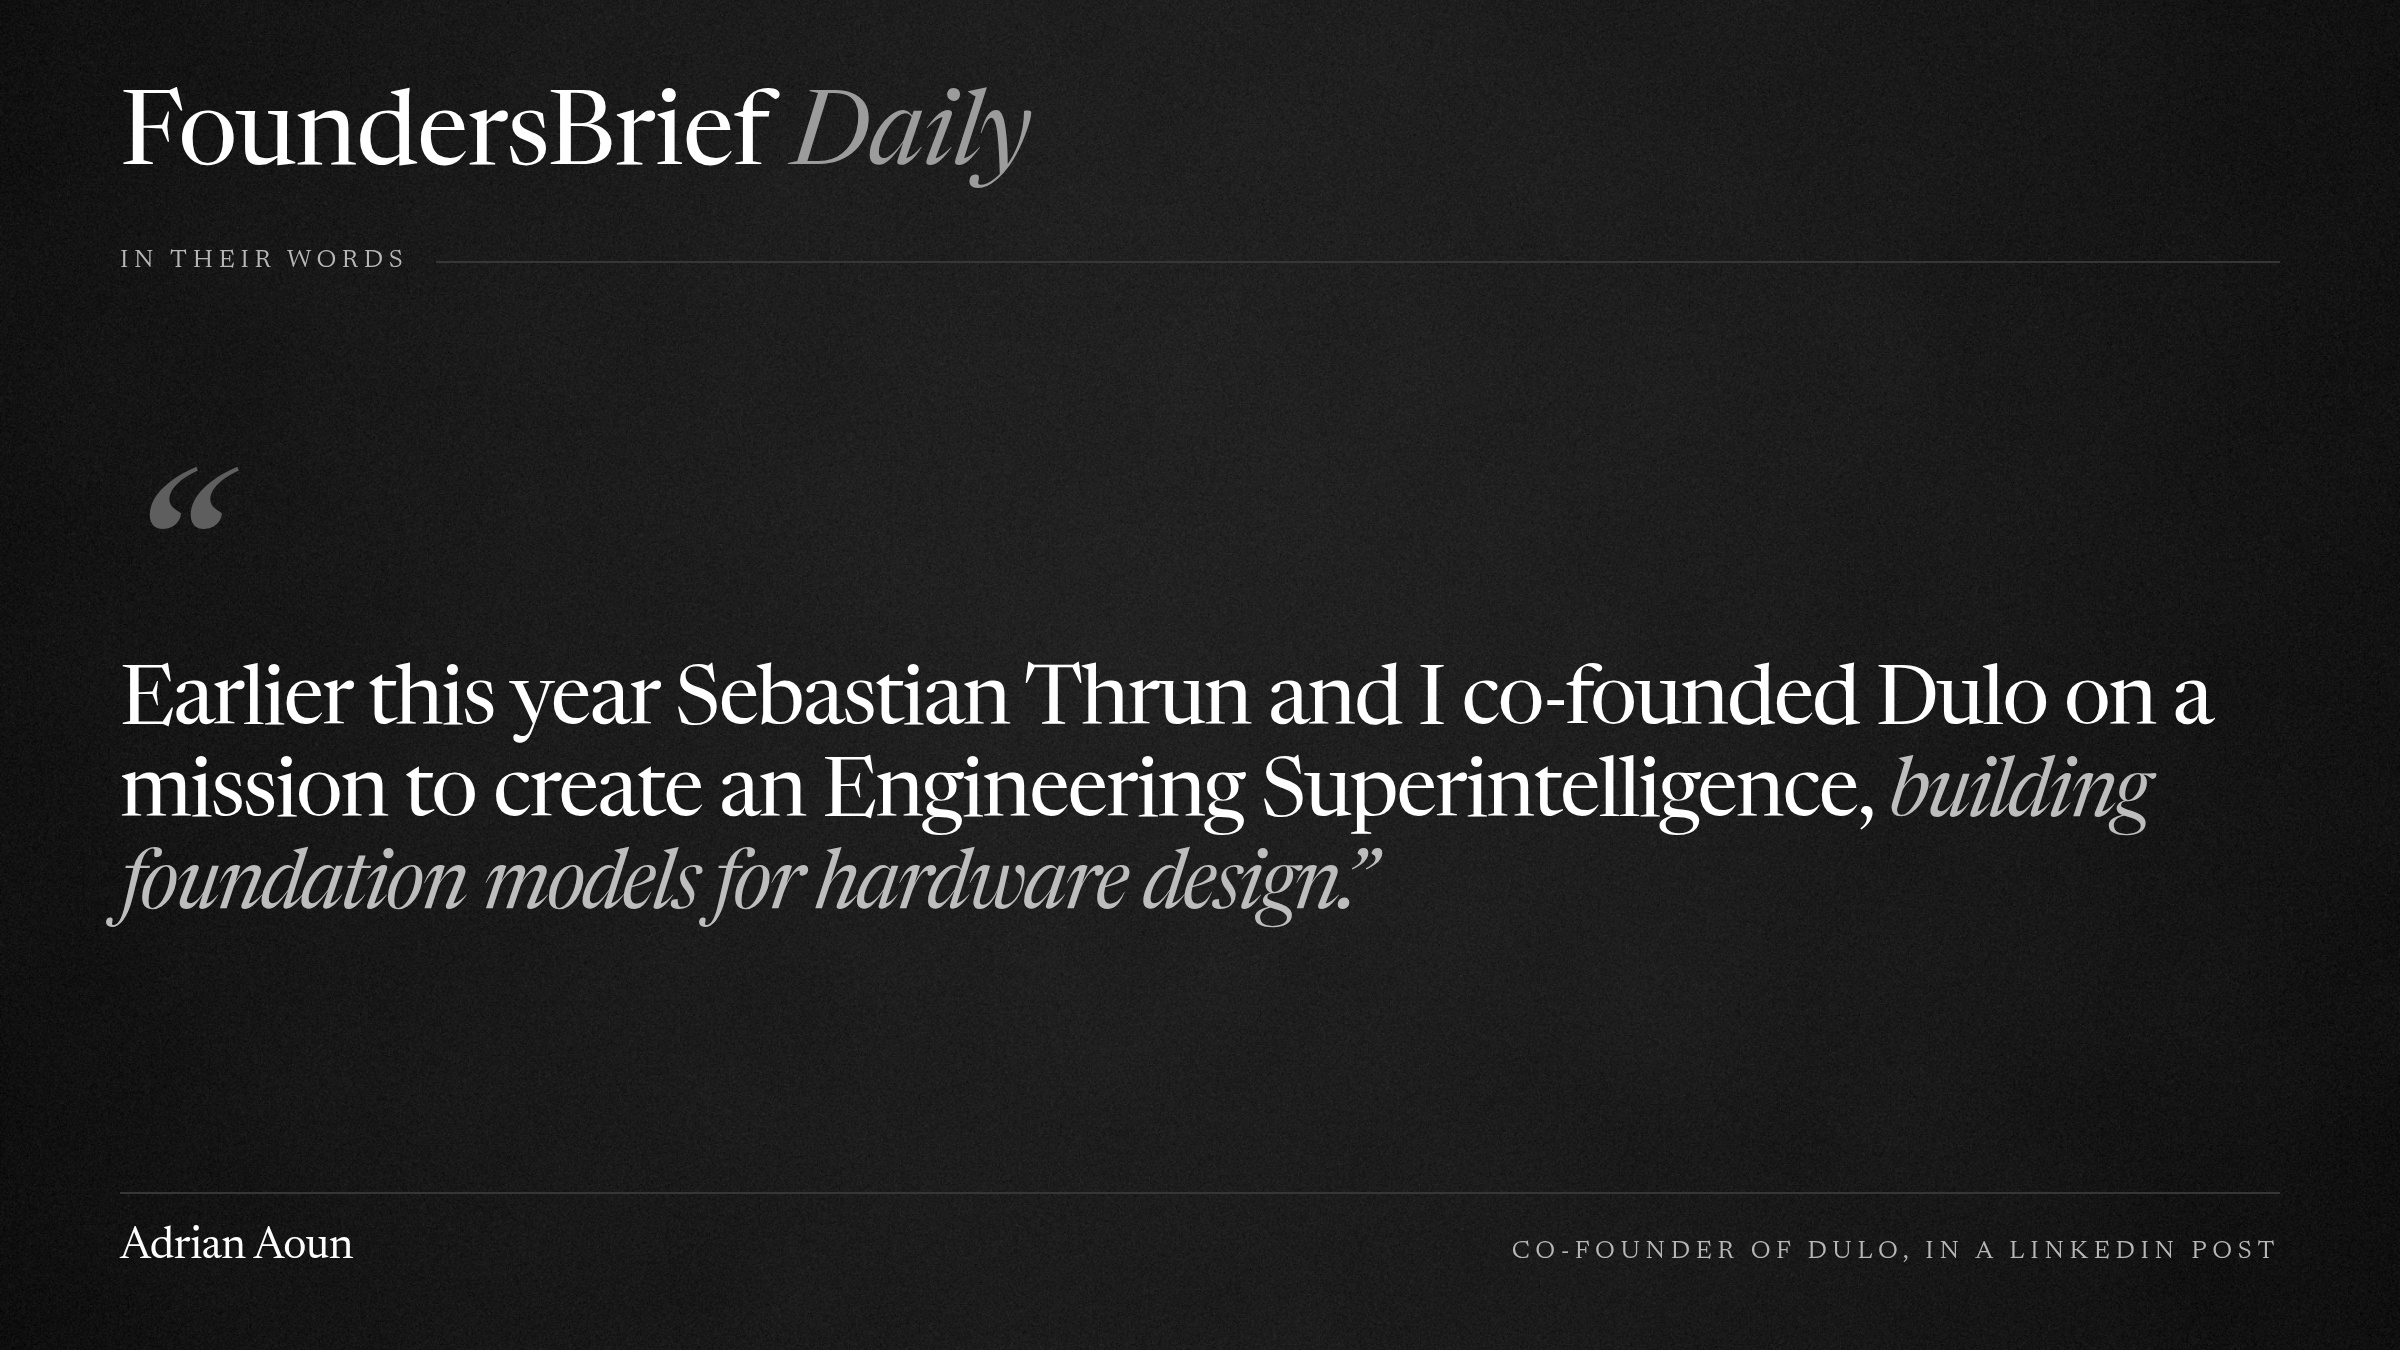 FoundersBrief Daily
IN THEIR WORDS
“
Earlier this year Sebastian Thrun and I co-founded Dulo on a
mission to create an Engineering Superintelligence, building
foundation models for hardware design.”
Adrian Aoun
CO-FOUNDER OF DULO, IN A LINKEDIN POST